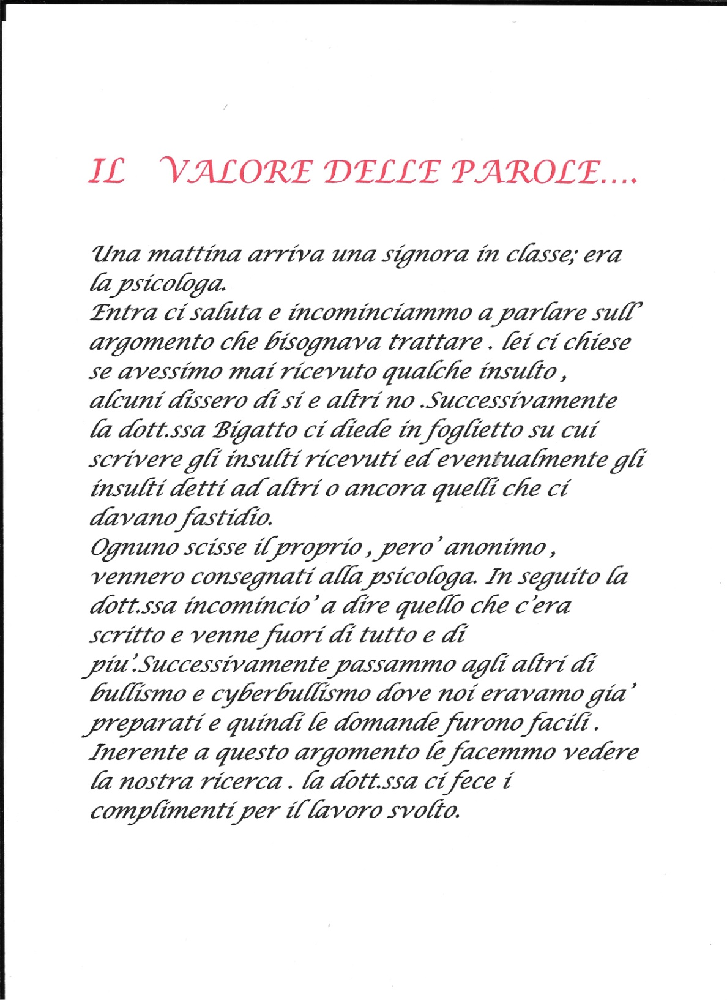 IL VALORE DELLE PAROLE....
Una mattina arriva una signora in classe; era
la psicologa.
Entra ci saluta e incominciammo a parlare sull'
argomento che bisognava trattare . lei ci chiese
se avessimo mai ricevuto qualche insulto ,
alcuni dissero di si e altri no .Successivamente
la dott.ssa Bigatto ci diede in foglietto su cui
scrivere gli insulti ricevuti ed eventualmente gli
insulti detti ad altri o ancora quelli che ci
davano fastidio.
Ognuno scisse il proprio , pero' anonimo ,
vennero consegnati alla psicologa. In seguito la
dott.ssa incomincio' a dire quello che c'era
scritto e venne fuori di tutto e di
piu'.Successivamente passammo agli altri di
bullismo e cyberbullismo dove noi eravamo gia'
preparati e quindi le domande furono facili .
Inerente a questo argomento le facemmo vedere
la nostra ricerca . la dott.ssa ci fece i
complimenti per il lavoro svolto.